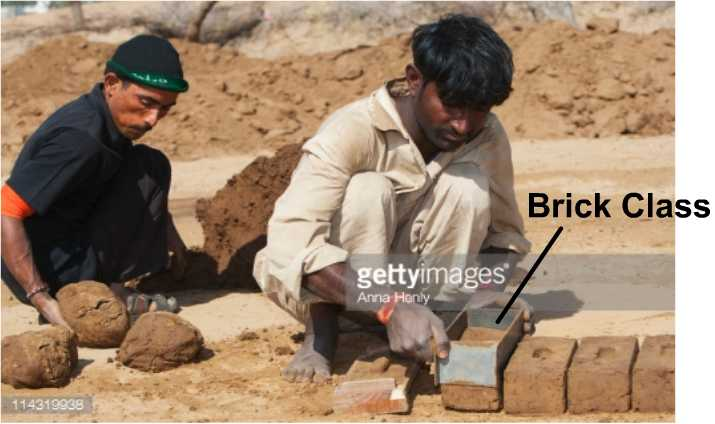 Brick Class
gettyimages
Anna Henly
114319938